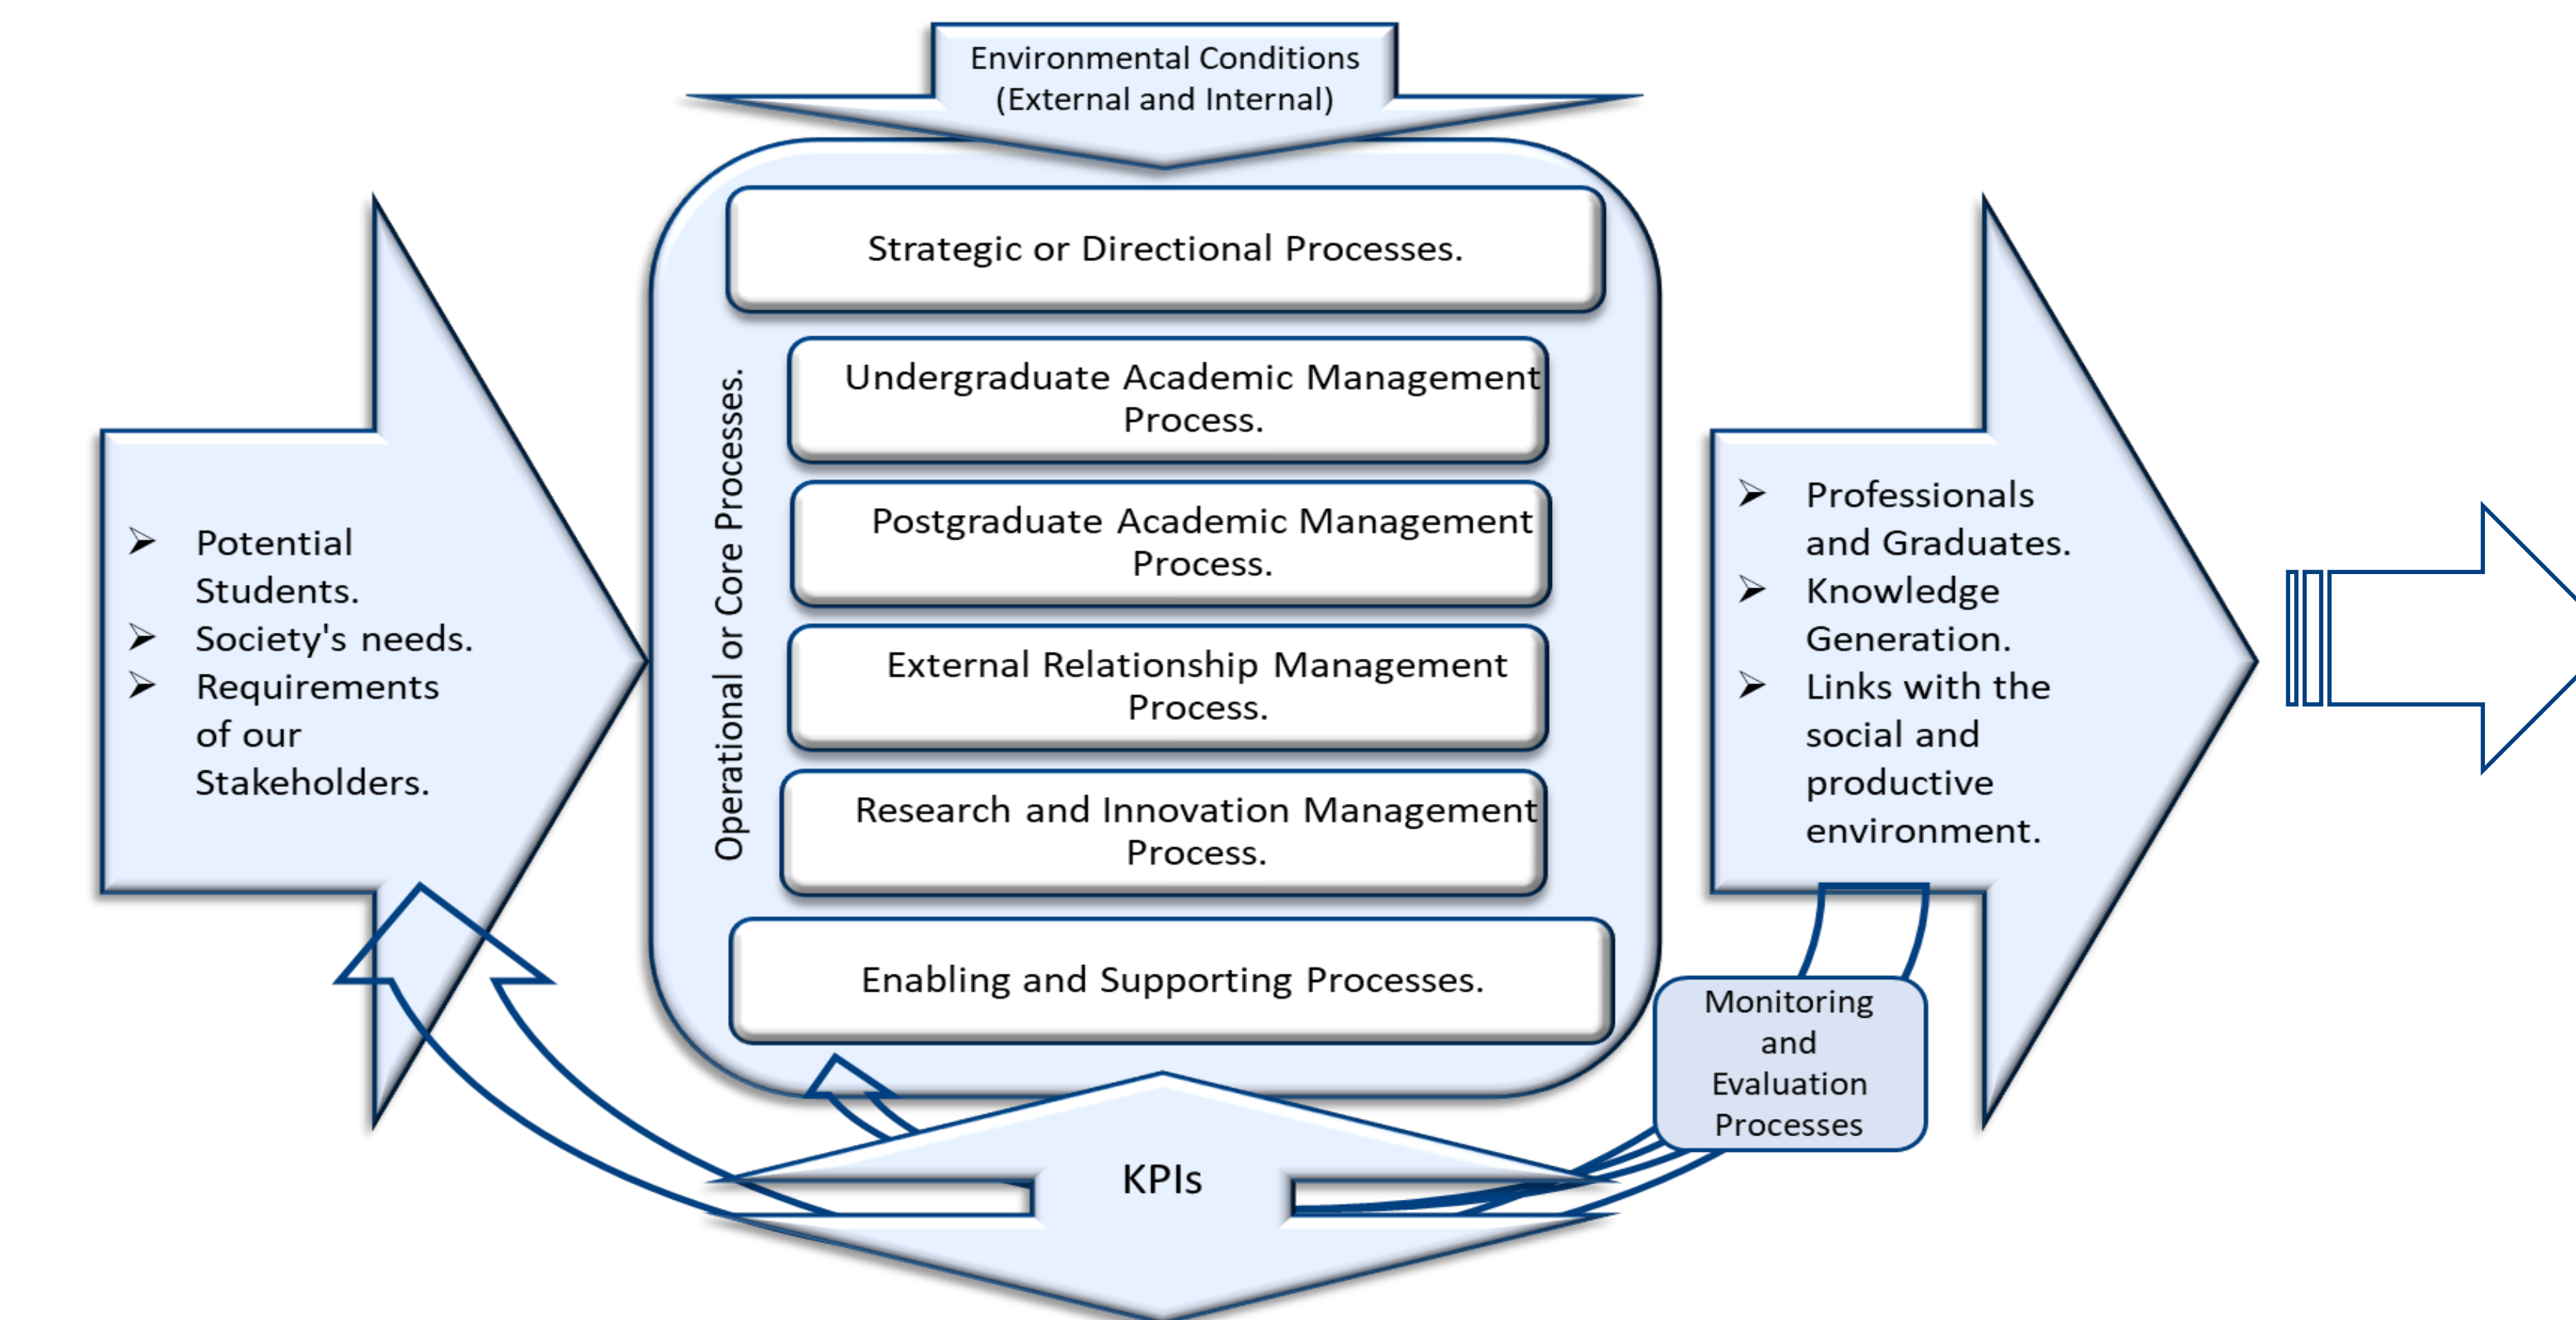 Environmental Conditions
(External and Internal)
Strategic or Directional Processes.
Operational or Core Processes.
Undergraduate Academic Management
Process.
Postgraduate Academic Management
Process.
External Relationship Management
Process.
Research and Innovation Management
Process.
Enabling and Supporting Processes.
➢ Potential
Students.
➢ Society's needs.
➢ Requirements
of our
Stakeholders.
➢ Professionals
and Graduates.
➢ Knowledge
Generation.
➢ Links with the
social and
productive
environment.
Monitoring
and
Evaluation
Processes
KPIs